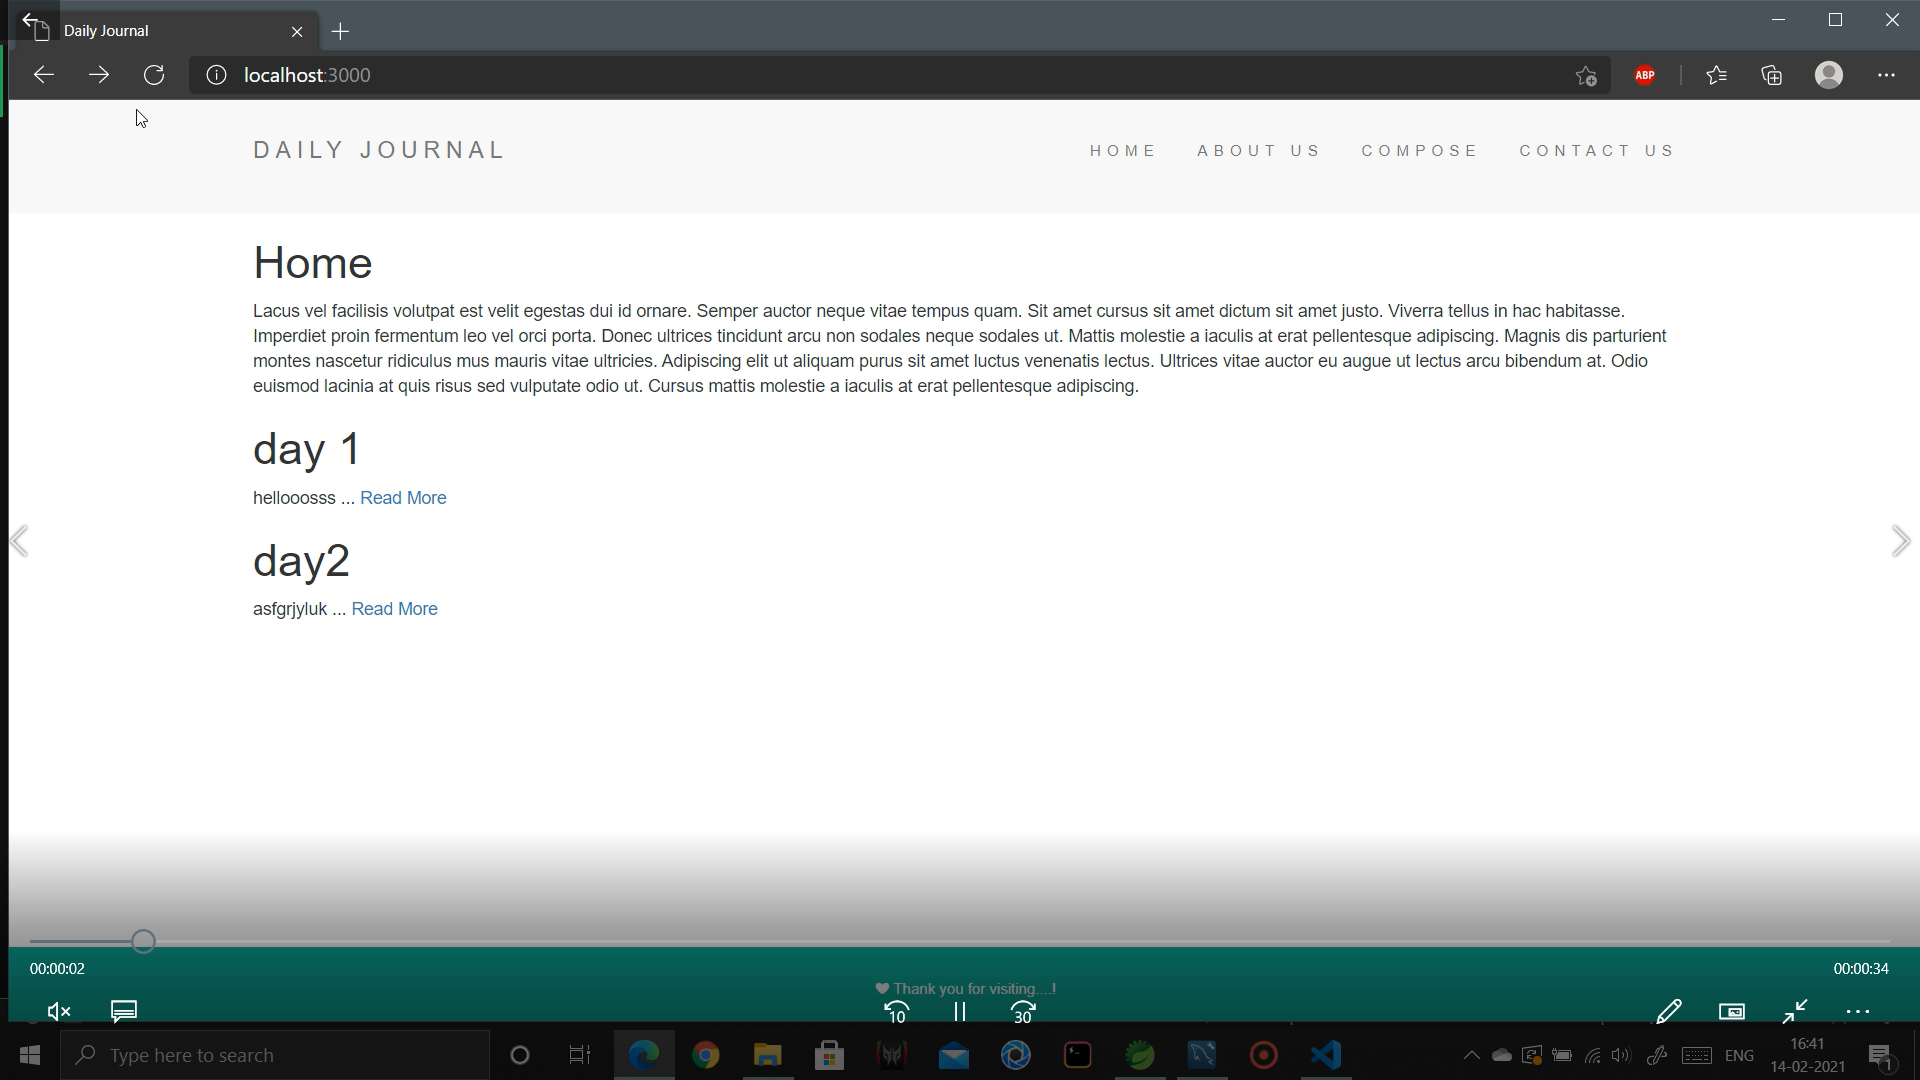 Daily Journal
localhost:3000
ABP
DAILY JOURNAL
HOME ABOUT US COMPOSE CONTACT US
Home
Lacus vel facilisis volutpat est velit egestas dui id ornare. Semper auctor neque vitae tempus quam. Sit amet cursus sit amet dictum sit amet justo. Viverra tellus in hac habitasse.
Imperdiet proin fermentum leo vel orci porta. Donec ultrices tincidunt arcu non sodales neque sodales ut. Mattis molestie a iaculis at erat pellentesque adipiscing. Magnis dis parturient
montes nascetur ridiculus mus mauris vitae ultricies. Adipiscing elit ut aliquam purus sit amet luctus venenatis lectus. Ultrices vitae auctor eu augue ut lectus arcu bibendum at. Odio
euismod lacinia at quis risus sed vulputate odio ut. Cursus mattis molestie a iaculis at erat pellentesque adipiscing.
day 1
hellooosss ... Read More
day2
asfgrjyluk ... Read More
00:00:02
00:00:34
Thank you for visiting....!
10
30
Type here to search
ENG
16:41
14-02-2021
1